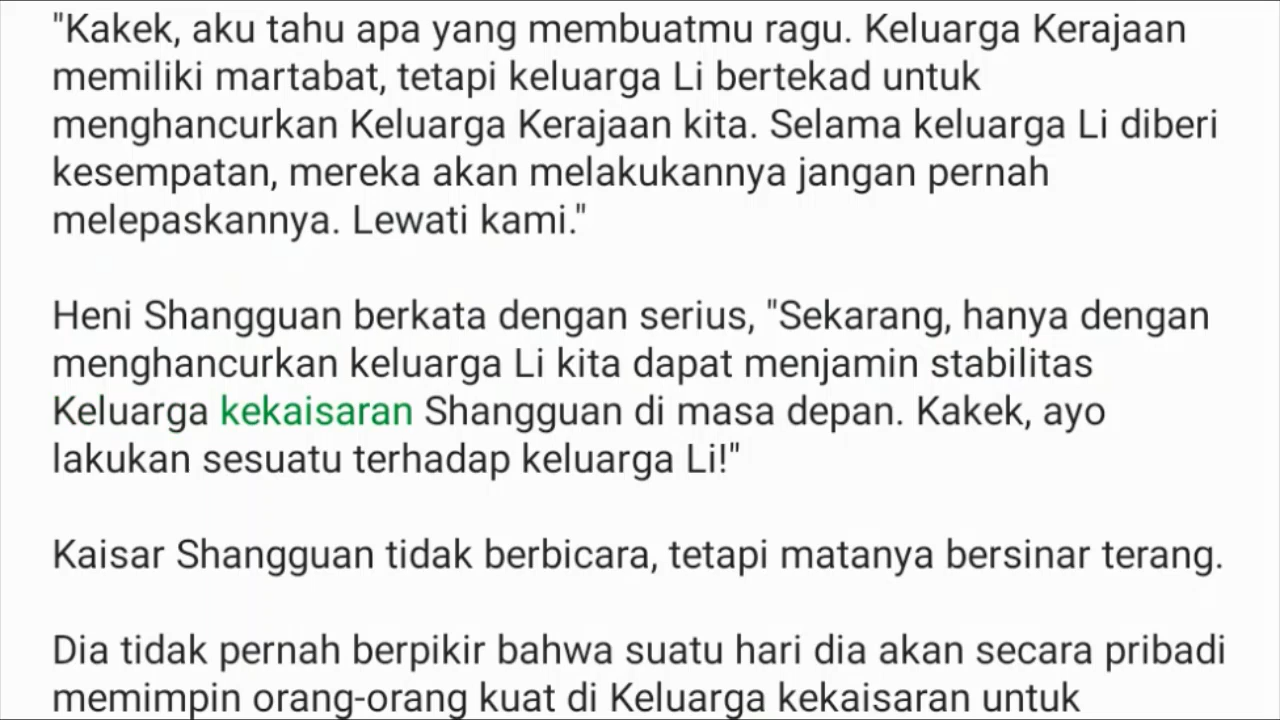 "Kakek, aku tahu apa yang membuatmu ragu. Keluarga Kerajaan
memiliki martabat, tetapi keluarga Li bertekad untuk
menghancurkan Keluarga Kerajaan kita. Selama keluarga Li diberi
kesempatan, mereka akan melakukannya jangan pernah
melepaskannya. Lewati kami."
Heni Shangguan berkata dengan serius, "Sekarang, hanya dengan
menghancurkan keluarga Li kita dapat menjamin stabilitas
Keluarga kekaisaran Shangguan di masa depan. Kakek, ayo
lakukan sesuatu terhadap keluarga Li!"
Kaisar Shangguan tidak berbicara, tetapi matanya bersinar terang.
Dia tidak pernah berpikir bahwa suatu hari dia akan secara pribadi
memimpin orang-orang kuat di Keluarga kekaisaran untuk